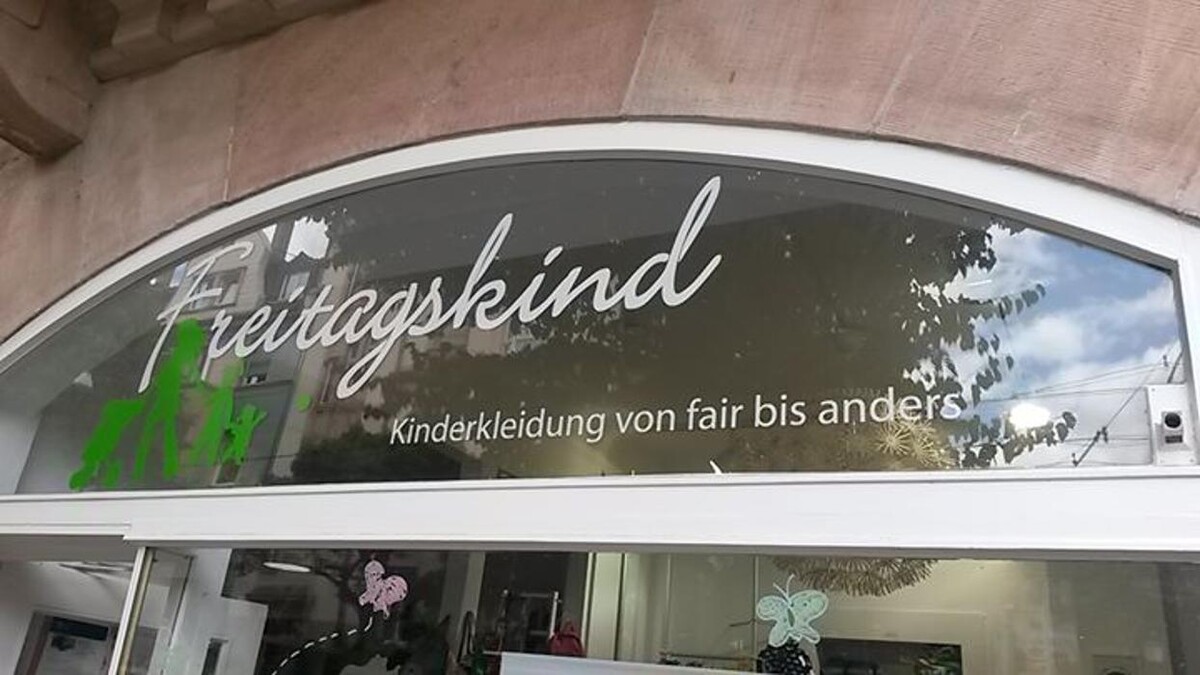 Freitagskind
Kinderkleidung von fair bis anders